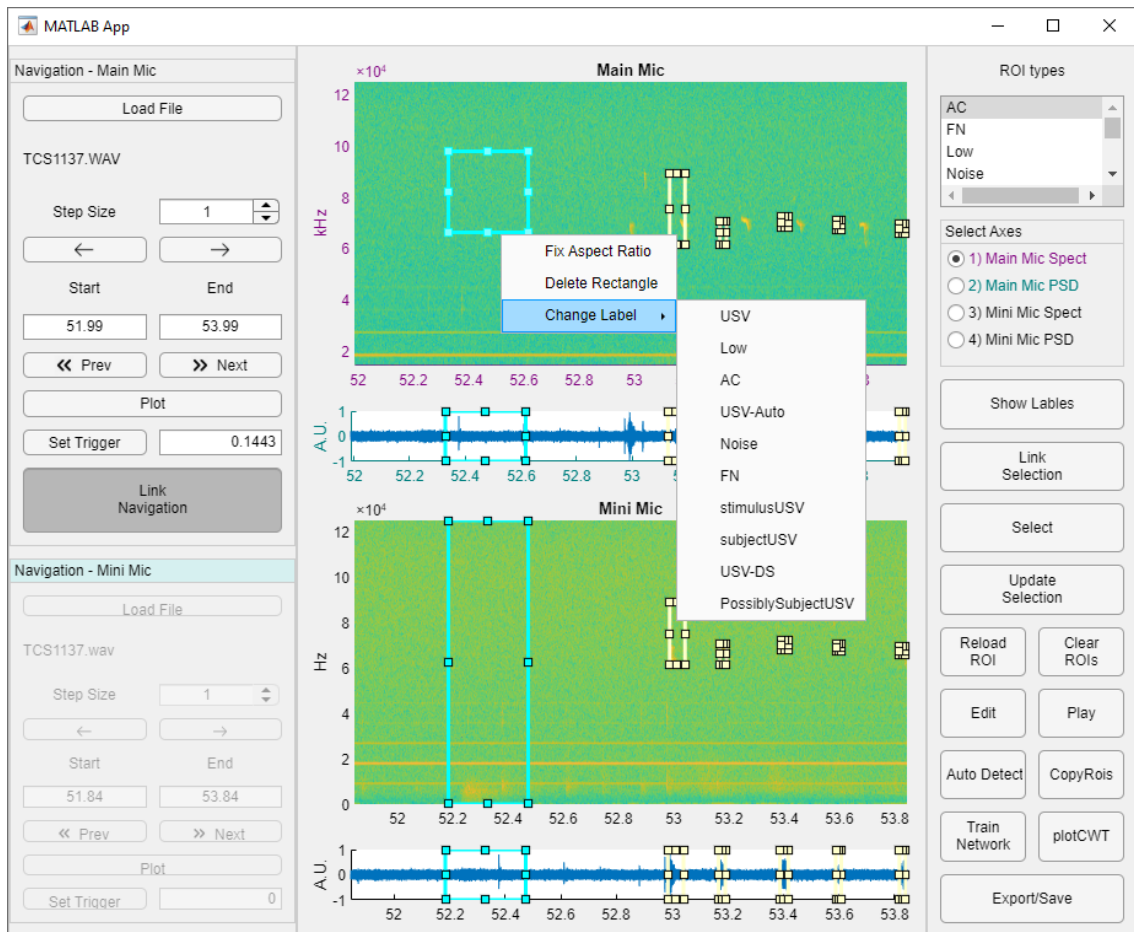 MATLAB App
Navigation - Main Mic
Load File
TCS1137.WAV
Step Size
1
←
→
Start
End
51.99
53.99
<< Prev
>> Next
Plot
Set Trigger
0.1443
Link
Navigation
Navigation - Mini Mic
Load File
TCS1137.wav
Step Size
1
←
→
Start
End
51.84
53.84
<< Prev
>> Next
Plot
Set Trigger
0
×10⁴
Main Mic
12
10
8
6
4
2
kHz
52
52.2
52.4
52.6
52.8
53
Fix Aspect Ratio
Delete Rectangle
Change Label
USV
Low
AC
USV-Auto
Noise
FN
stimulusUSV
subjectUSV
USV-DS
PossiblySubjectUSV
1
0
-1
A.U.
52
52.2
52.4
52.6
52.8
53
×10⁴
Mini Mic
12
10
8
6
4
2
0
Hz
52
52.2
52.4
52.6
52.8
53
53.2
53.4
53.6
53.8
1
0
-1
A.U.
52
52.2
52.4
52.6
52.8
53
53.2
53.4
53.6
53.8
ROI types
AC
FN
Low
Noise
Select Axes
1) Main Mic Spect
2) Main Mic PSD
3) Mini Mic Spect
4) Mini Mic PSD
Show Lables
Link
Selection
Select
Update
Selection
Reload
ROI
Clear
ROIs
Edit
Play
Auto Detect
CopyRois
Train
Network
plotCWT
Export/Save